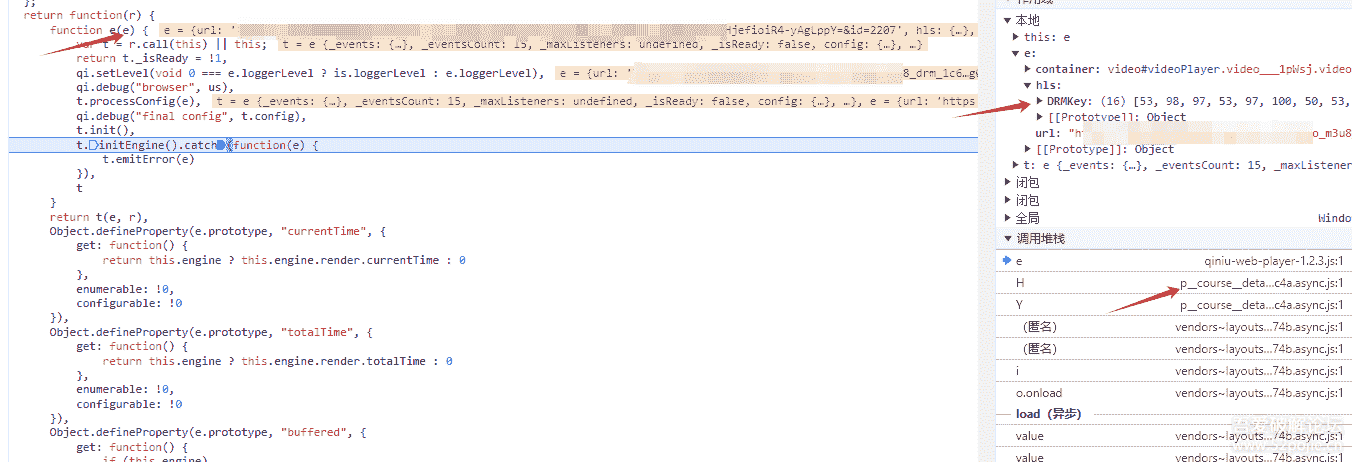 };
return function(r) {
function e(e) { e = {url: 'HjefioiR4-yAgLppY=&id=2207', hls: {…},
var t = r.call(this) || this; t = e {_events: {…}, _eventsCount: 15, _maxListeners: undefined, _isReady: false, config: {…}, …}
return t._isReady = !1,
qi.setLevel(void 0 === e.loggerLevel ? is.loggerLevel : e.loggerLevel), e = {url: '8_drm_1c6…
qi.debug("browser", us),
t.processConfig(e), t = e {_events: {…}, _eventsCount: 15, _maxListeners: undefined, _isReady: false, config: {…}, …}, e = {url: 'https
qi.debug("final config", t.config),
t.init(),
t.initEngine().catch(function(e) {
t.emitError(e)
}),
t
}
return t(e, r),
Object.defineProperty(e.prototype, "currentTime", {
get: function() {
return this.engine ? this.engine.render.currentTime : 0
},
enumerable: !0,
configurable: !0
}),
Object.defineProperty(e.prototype, "totalTime", {
get: function() {
return this.engine ? this.engine.render.totalTime : 0
},
enumerable: !0,
configurable: !0
}),
Object.defineProperty(e.prototype, "buffered", {
get: function() {
if (this.engine)
本地
this: e
e:
container: video#videoPlayer.video___1pWsj.video
hls:
DRMKey: (16) [53, 98, 97, 53, 97, 100, 50, 53,
[[Prototype]]: Object
url: "ht o_m3u8
[[Prototype]]: Object
t: e {_events: {…}, _eventsCount: 15, _maxListener
闭包
闭包
全局 Windo
调用堆栈
e qiniu-web-player-1.2.3.js:1
H p__course__deta…c4a.async.js:1
Y p__course__deta…c4a.async.js:1
(匿名) vendors~layouts…74b.async.js:1
(匿名) vendors~layouts…74b.async.js:1
i vendors~layouts…74b.async.js:1
o.onload vendors~layouts…74b.async.js:1
load (异步)
value vendors~layouts…74b.async.js:1
value vendors~layouts…74b.async.js:1
吾爱破解论坛